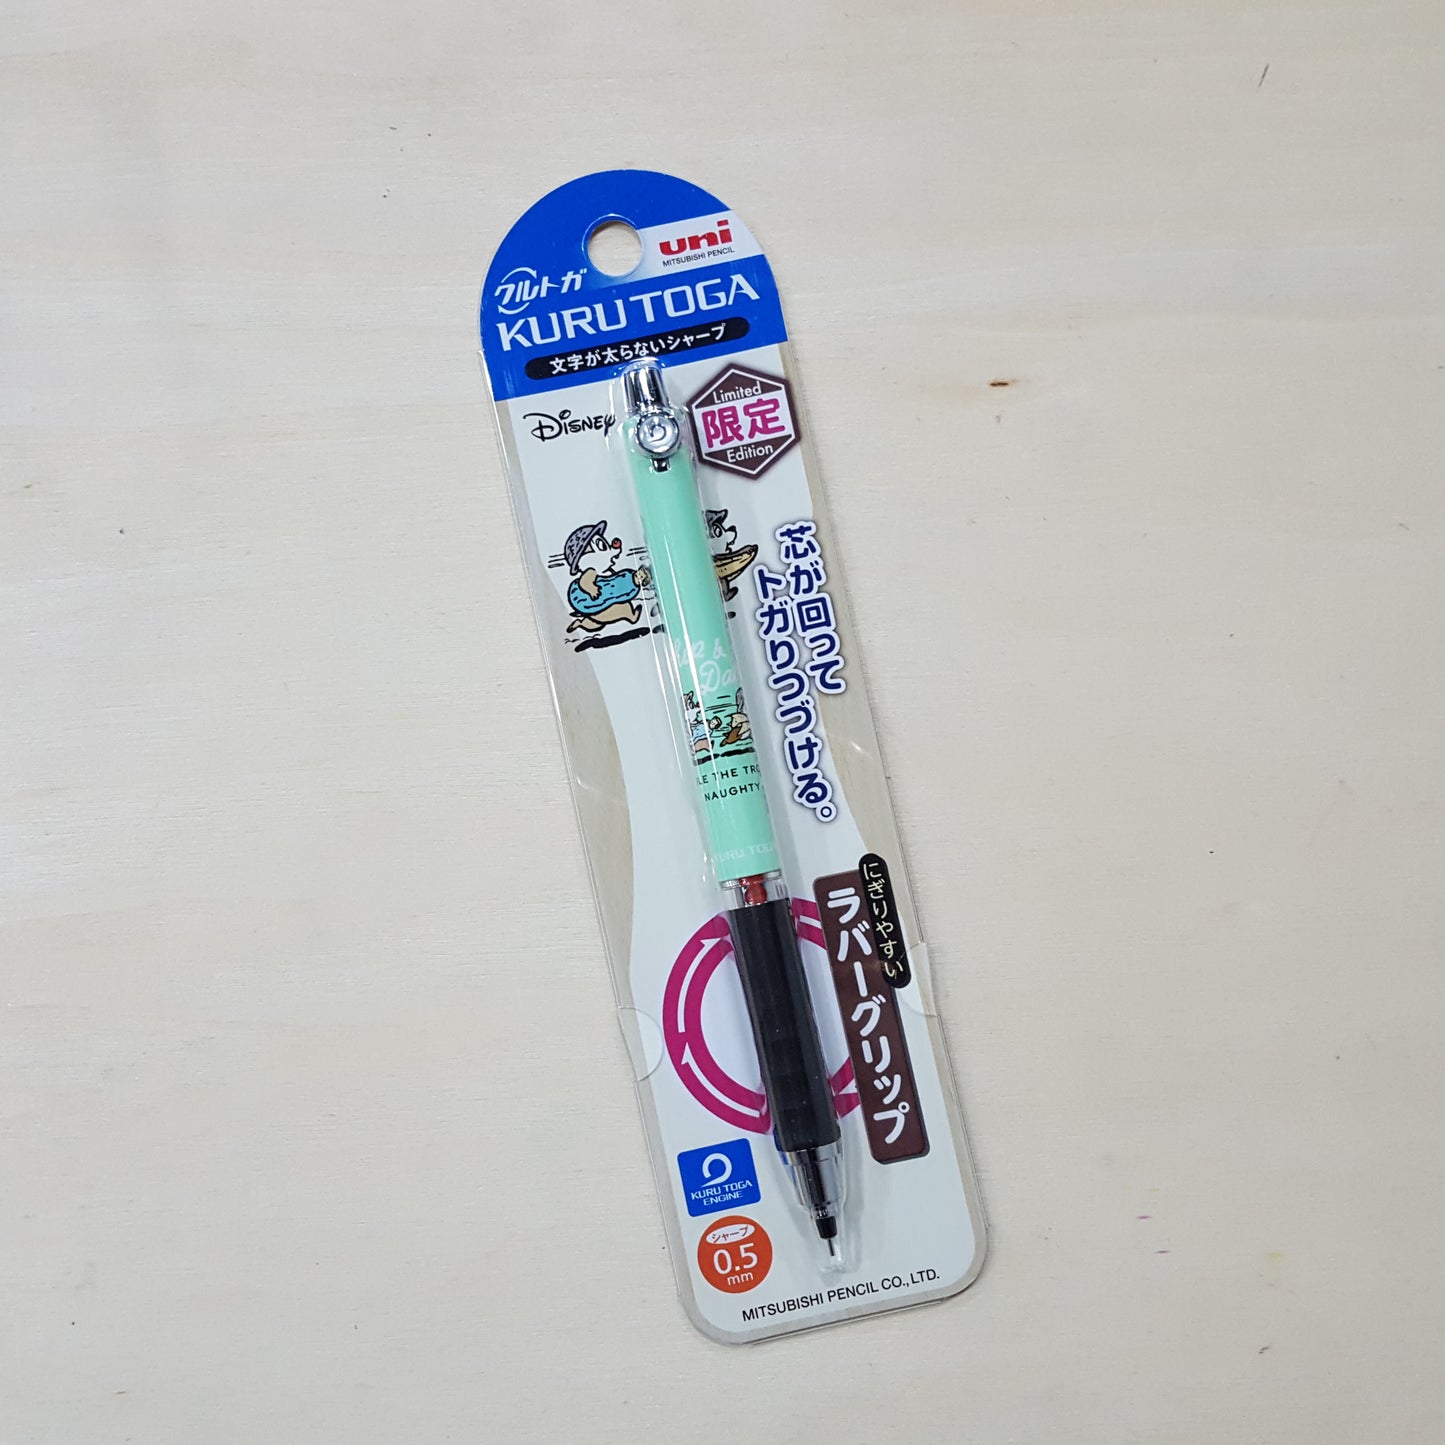 uni
MITSUBISHI PENCIL
クルトガ
KURUTOGA
文字が太らないシャープ
Disney
Limited
限定
Edition
芯が回って
トガりつづける。
&
THE
NAUGHTY
KURU
にぎりやすい
ラバーグリップ
KURU TOGA
ENGINE
シャープ
0.5
mm
MITSUBISHI PENCIL CO.,LTD.